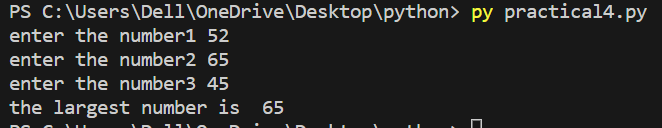 PS C:\Users\Dell\OneDrive\Desktop\python> py practical4.py
enter the number1 52
enter the number2 65
enter the number3 45
the largest number is  65